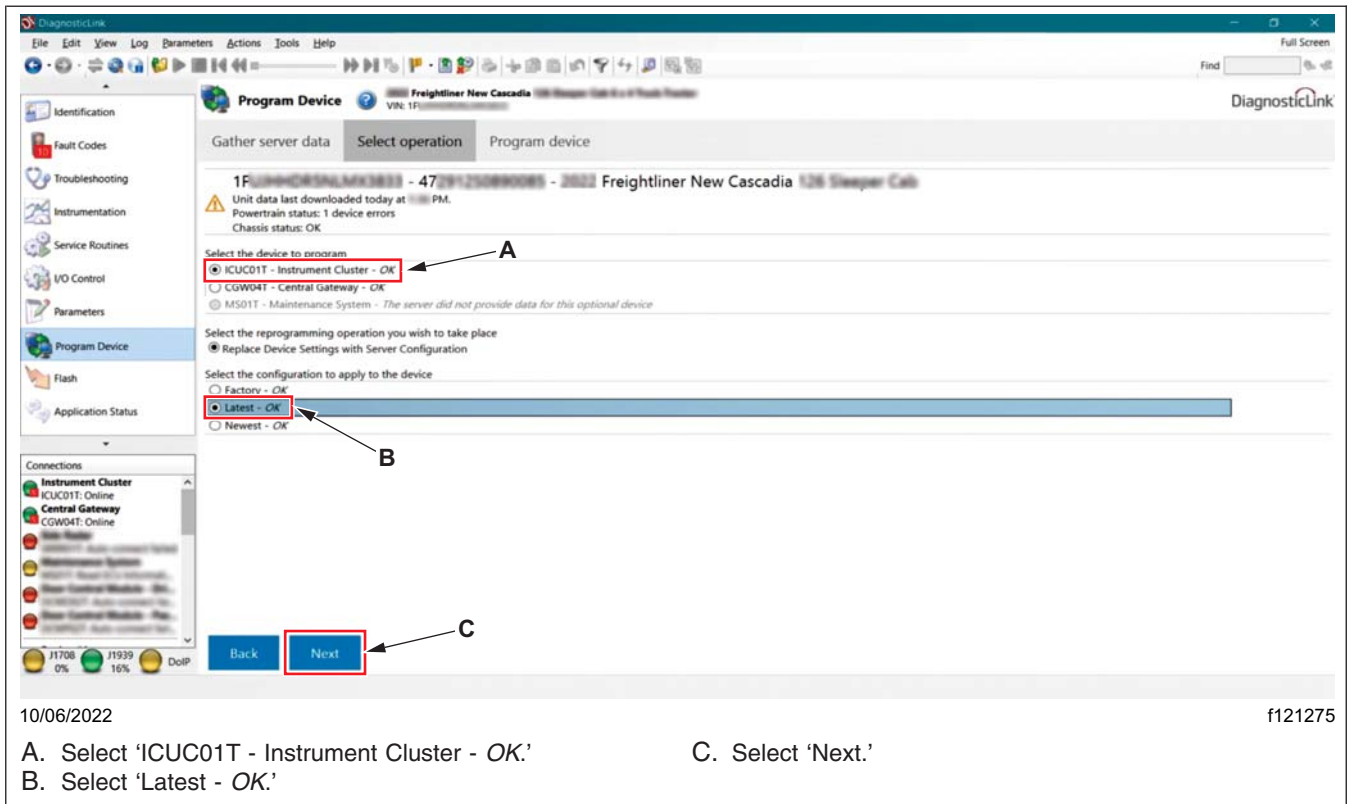 DiagnosticLink
File Edit View Log Parameters Actions Tools Help
Full Screen
Find
Identification
Fault Codes
Troubleshooting
Instrumentation
Service Routines
I/O Control
Parameters
Program Device
Flash
Application Status
Program Device
Freightliner New Cascadia
VIN: 1F
DiagnosticLink
Gather server data Select operation Program device
1F - 47 - Freightliner New Cascadia
Unit data last downloaded today at PM.
Powertrain status: 1 device errors
Chassis status: OK
Select the device to program
A
ICUC01T - Instrument Cluster - OK
CGW04T - Central Gateway - OK
MS01T - Maintenance System - The server did not provide data for this optional device
Select the reprogramming operation you wish to take place
Replace Device Settings with Server Configuration
Select the configuration to apply to the device
Factory - OK
Latest - OK
Newest - OK
B
Connections
Instrument Cluster
ICUC01T: Online
Central Gateway
CGW04T: Online
J1708 0%
J1939 16%
DoIP
Back Next
C
10/06/2022
f121275
A. Select ‘ICUC01T - Instrument Cluster - OK.’
B. Select ‘Latest - OK.’
C. Select ‘Next.’